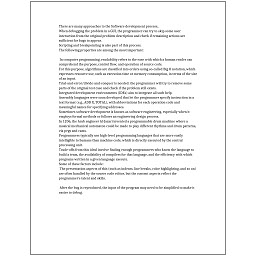 There are many approaches to the Software development process.
When debugging the problem in a GUI, the programmer can try to skip some user
interaction from the original problem description and check if remaining actions are
sufficient for bugs to appear.
Scripting and breakpointing is also part of this process.
The following properties are among the most important:

In computer programming, readability refers to the ease with which a human reader can
comprehend the purpose, control flow, and operation of source code.
For this purpose, algorithms are classified into orders using so-called Big O notation, which
expresses resource use, such as execution time or memory consumption, in terms of the size
of an input.
Trial-and-error/divide-and-conquer is needed: the programmer will try to remove some
parts of the original test case and check if the problem still exists.
Integrated development environments (IDEs) aim to integrate all such help.
Assembly languages were soon developed that let the programmer specify instruction in a
text format (e.g., ADD X, TOTAL), with abbreviations for each operation code and
meaningful names for specifying addresses.
Sometimes software development is known as software engineering, especially when it
employs formal methods or follows an engineering design process.
In 1206, the Arab engineer Al-Jazari invented a programmable drum machine where a
musical mechanical automaton could be made to play different rhythms and drum patterns,
via pegs and cams.
Programmers typically use high-level programming languages that are more easily
intelligible to humans than machine code, which is directly executed by the central
processing unit.
Trade-offs from this ideal involve finding enough programmers who know the language to
build a team, the availability of compilers for that language, and the efficiency with which
programs written in a given language execute.
Some of these factors include:
The presentation aspects of this (such as indents, line breaks, color highlighting, and so on)
are often handled by the source code editor, but the content aspects reflect the
programmer's talent and skills.

After the bug is reproduced, the input of the program may need to be simplified to make it
easier to debug.